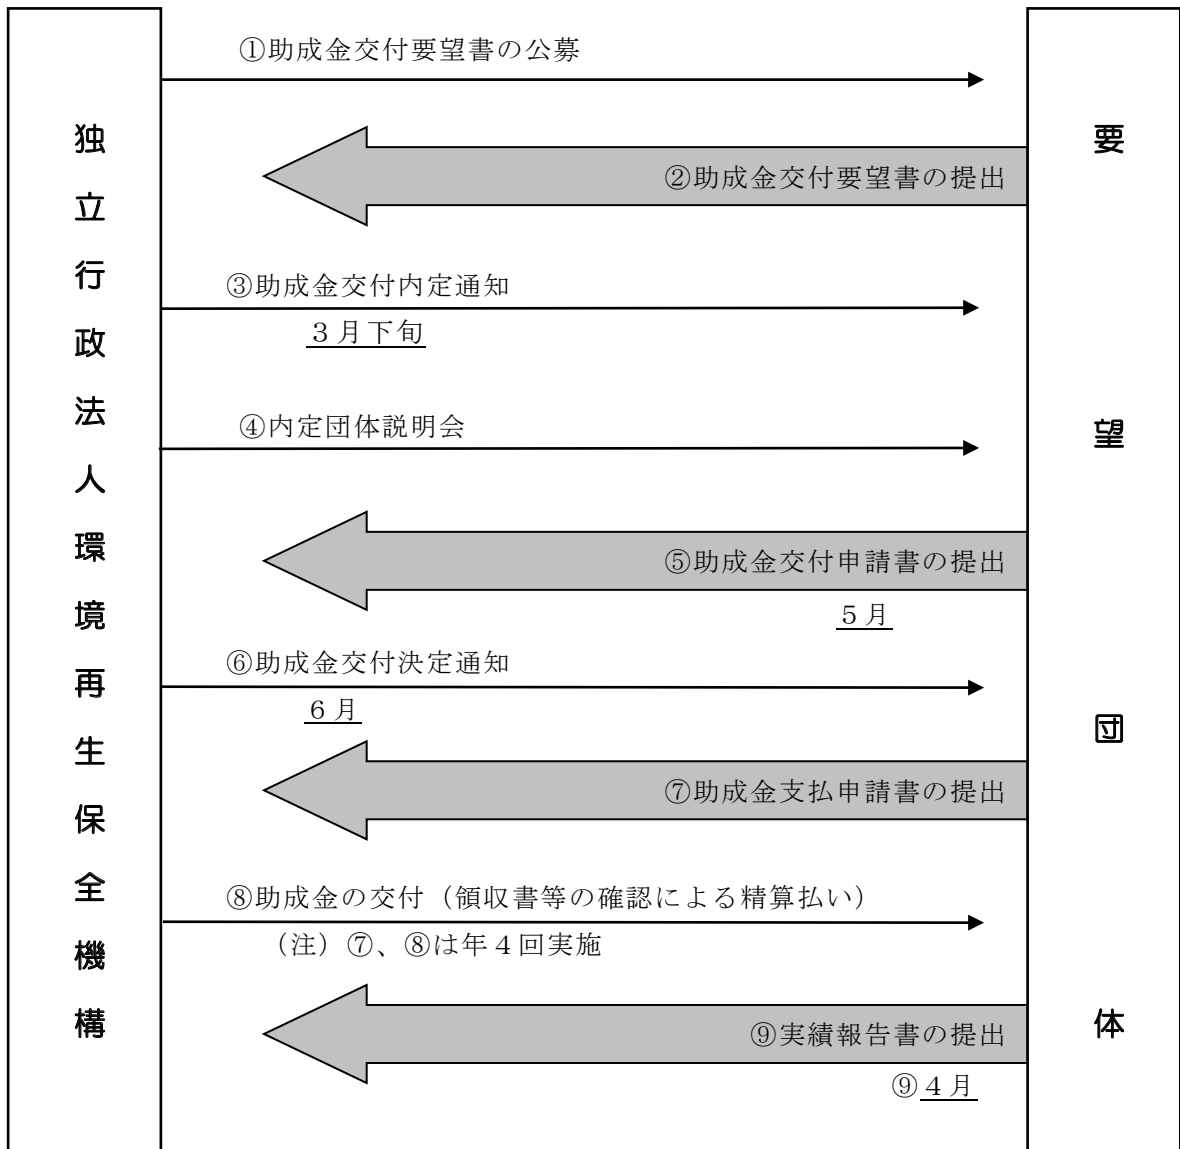 独立行政法人環境再生保全機構
①助成金交付要望書の公募
②助成金交付要望書の提出
③助成金交付内定通知
３月下旬
④内定団体説明会
⑤助成金交付申請書の提出
５月
⑥助成金交付決定通知
６月
⑦助成金支払申請書の提出
⑧助成金の交付（領収書等の確認による精算払い）
（注）⑦、⑧は年４回実施
⑨実績報告書の提出
⑨４月
要望団体